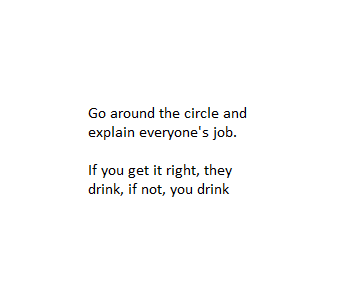 Go around the circle and
explain everyone's job.
If you get it right, they
drink, if not, you drink